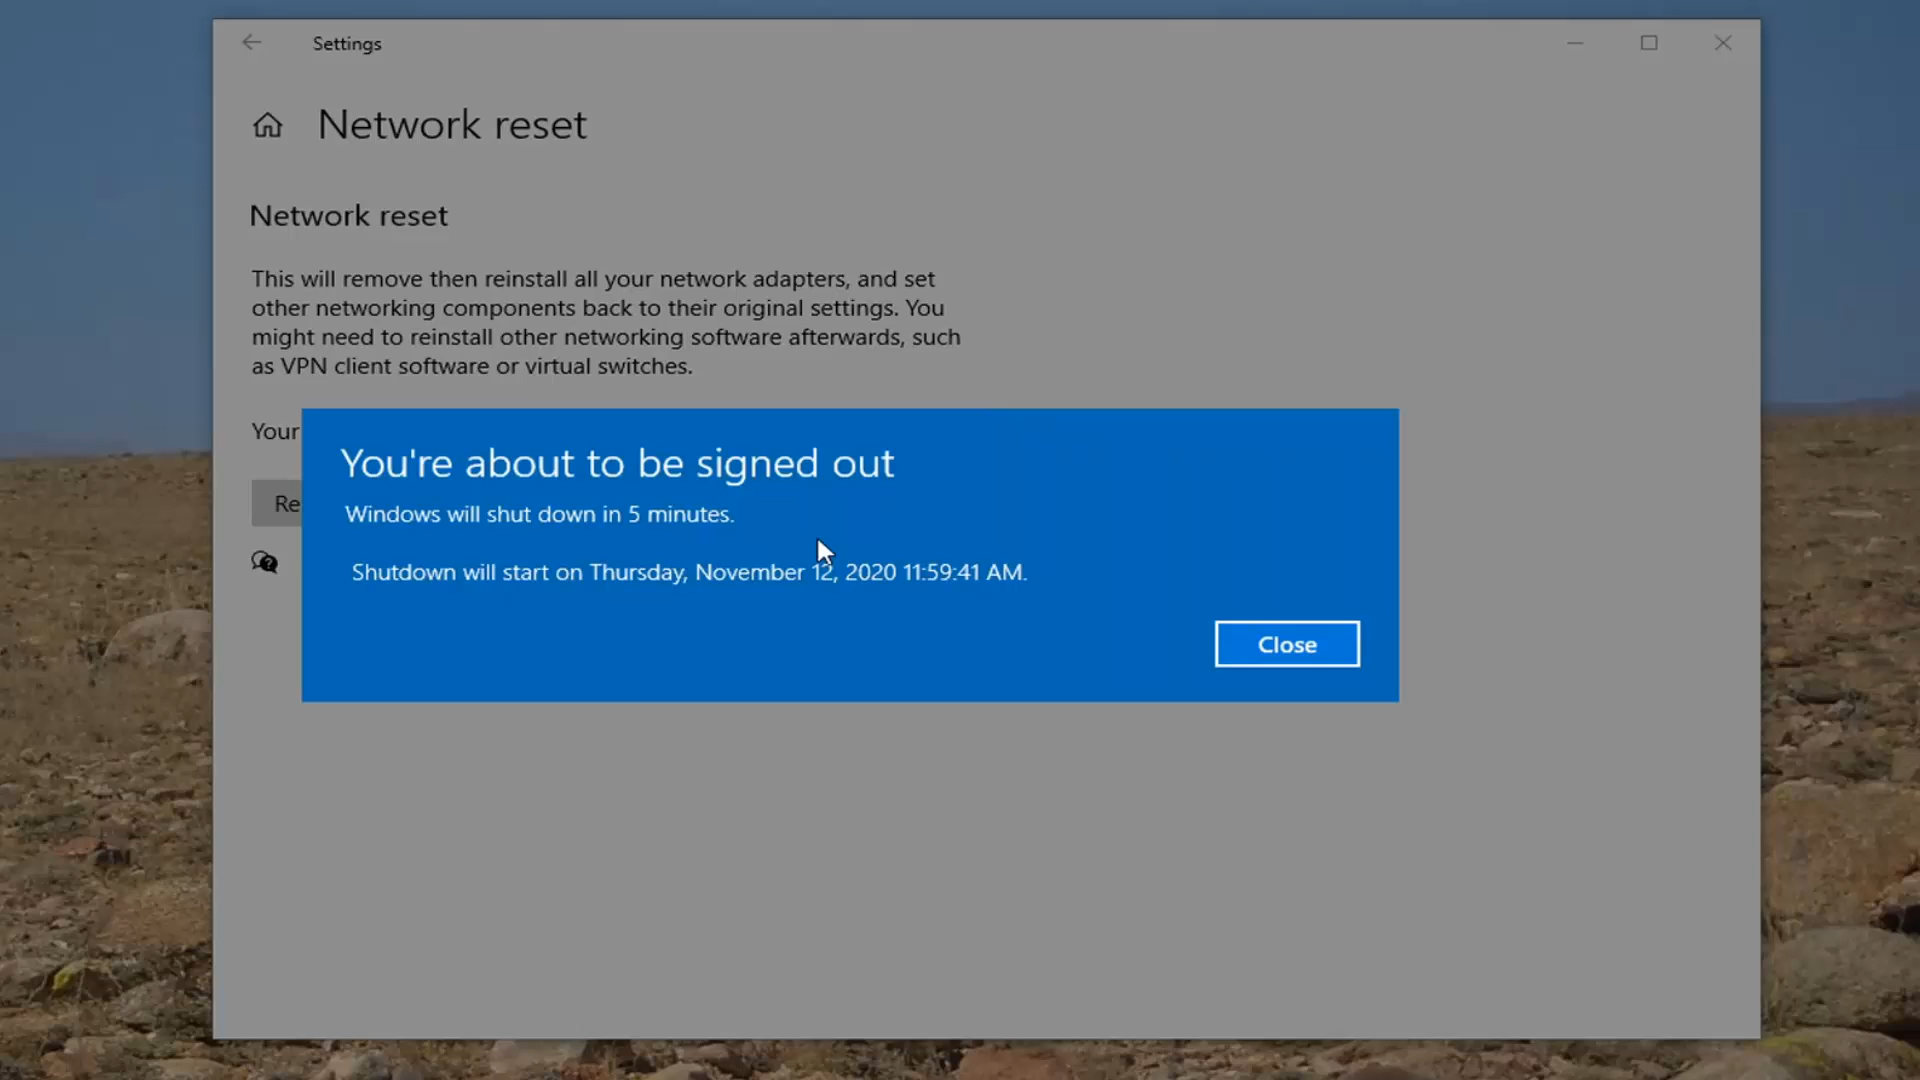 Settings
Network reset
Network reset
This will remove then reinstall all your network adapters, and set
other networking components back to their original settings. You
might need to reinstall other networking software afterwards, such
as VPN client software or virtual switches.
Your
You're about to be signed out
Windows will shut down in 5 minutes.
Re
Shutdown will start on Thursday, November 12, 2020 11:59:41 AM.
Close